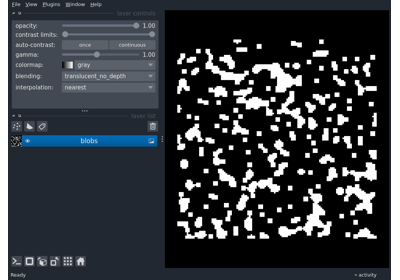 File View Plugins Window Help
layer controls
opacity: 1.00
contrast limits:
auto-contrast: once continuous
gamma: 1.00
colormap: gray
blending: translucent_no_depth
interpolation: nearest
layer list
blobs
Ready activity